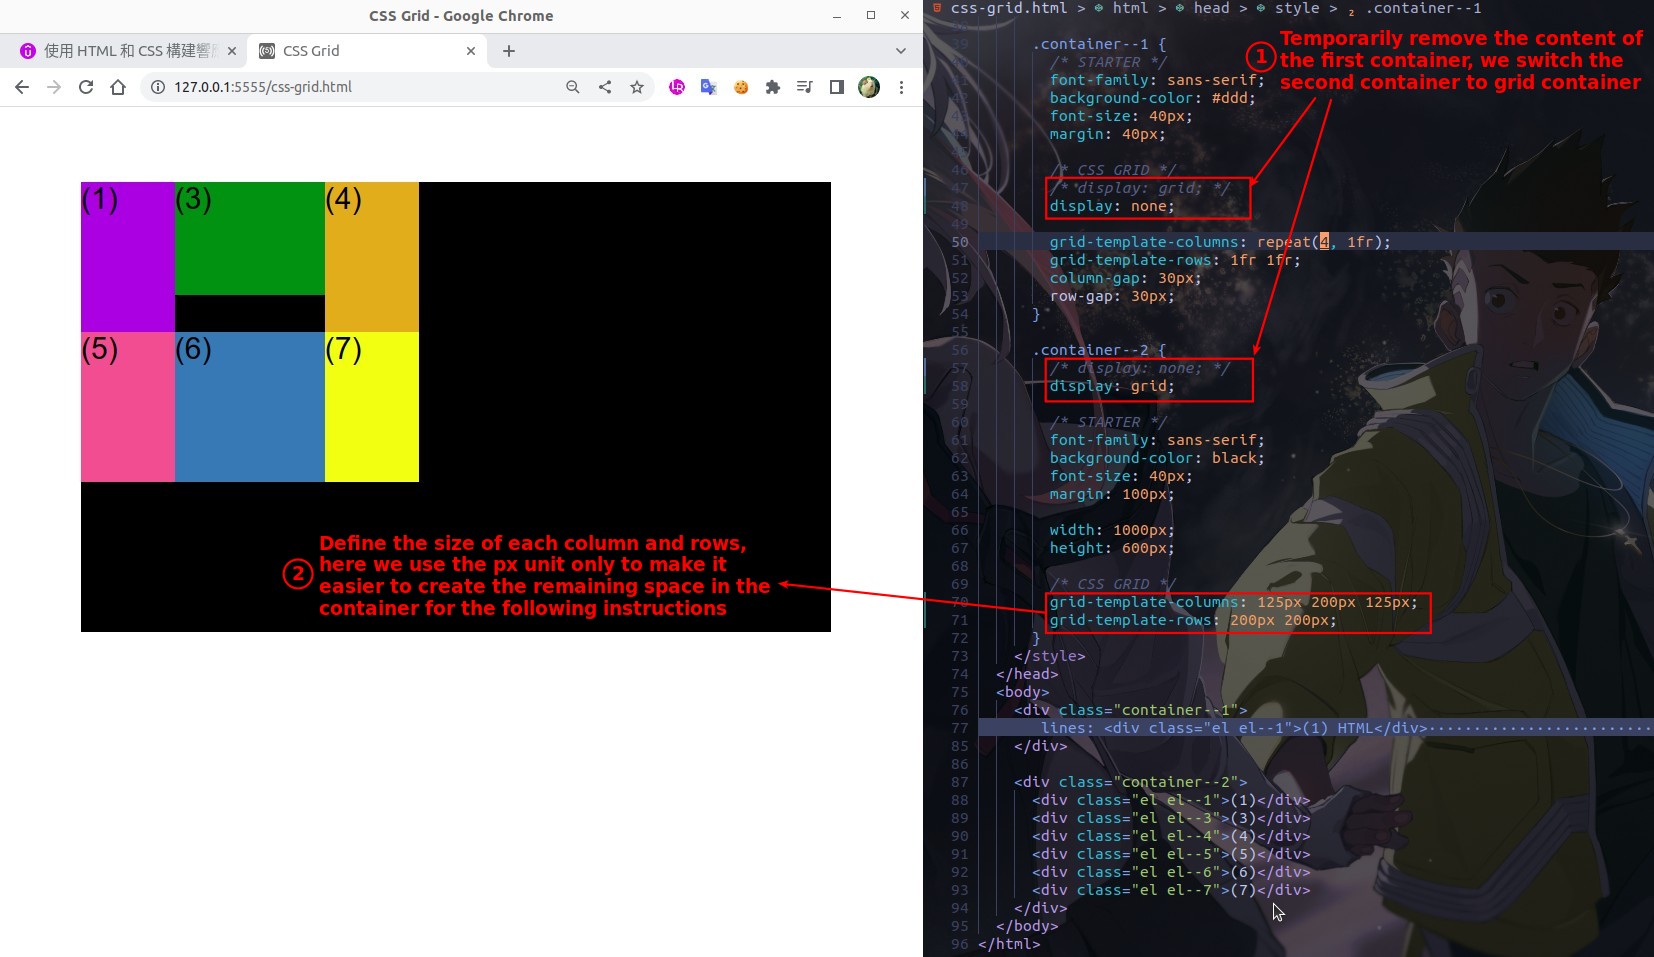 CSS Grid - Google Chrome
使用 HTML 和 CSS 構建響
CSS Grid
127.0.0.1:5555/css-grid.html
(1)
(3)
(4)
(5)
(6)
(7)
2
Define the size of each column and rows,
here we use the px unit only to make it
easier to create the remaining space in the
container for the following instructions
css-grid.html > html > head > style > .container--1
1
Temporarily remove the content of
the first container, we switch the
second container to grid container
39 .container--1 {
/* STARTER */
font-family: sans-serif;
background-color: #ddd;
font-size: 40px;
margin: 40px;
46 /* CSS GRID */
47 /* display: grid; */
48 display: none;
49
50 grid-template-columns: repeat(4, 1fr);
51 grid-template-rows: 1fr 1fr;
52 column-gap: 30px;
53 row-gap: 30px;
54 }
55
56 .container--2 {
57 /* display: none; */
58 display: grid;
59
60 /* STARTER */
61 font-family: sans-serif;
62 background-color: black;
63 font-size: 40px;
64 margin: 100px;
65
66 width: 1000px;
67 height: 600px;
68
69 /* CSS GRID */
70 grid-template-columns: 125px 200px 125px;
71 grid-template-rows: 200px 200px;
72 }
73 </style>
74 </head>
75 <body>
76 <div class="container--1">
77 lines: <div class="el el--1">(1) HTML</div>
85 </div>
86
87 <div class="container--2">
88 <div class="el el--1">(1)</div>
89 <div class="el el--3">(3)</div>
90 <div class="el el--4">(4)</div>
91 <div class="el el--5">(5)</div>
92 <div class="el el--6">(6)</div>
93 <div class="el el--7">(7)</div>
94 </div>
95 </body>
96 </html>